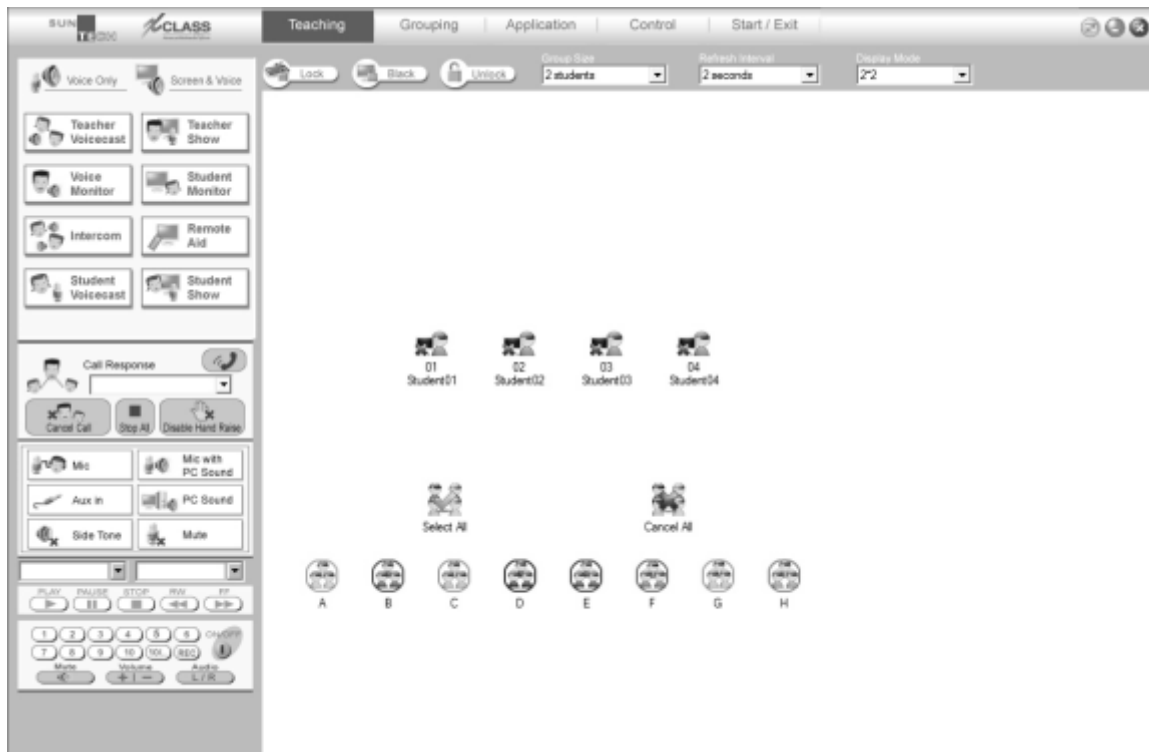 SUN
CLASS
Teaching
Grouping
Application
Control
Start / Exit
Voice Only
Screen & Voice
Lock
Black
Unlock
Group Size
2 students
Refresh Interval
2 seconds
Display Mode
2*2
Teacher
Voicecast
Teacher
Show
Voice
Monitor
Student
Monitor
Intercom
Remote
Aid
Student
Voicecast
Student
Show
Call Response
Cancel Call
Stop All
Disable Hand Raise
Mic
Mic with
PC Sound
Aux in
PC Sound
Side Tone
Mute
PLAY
PAUSE
STOP
RW
FF
1 2 3 4 5 6 ON/OFF
7 8 9 10 REC
Mute
Volume
Audio
+ | −
L / R
01
Student01
02
Student02
03
Student03
04
Student04
Select All
Cancel All
A B C D E F G H